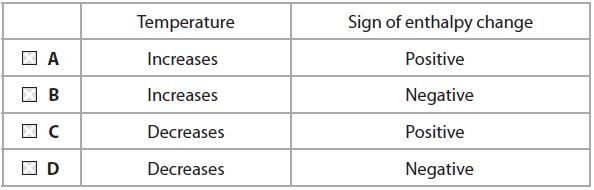 Temperature Sign of enthalpy change
A Increases Positive
B Increases Negative
C Decreases Positive
D Decreases Negative